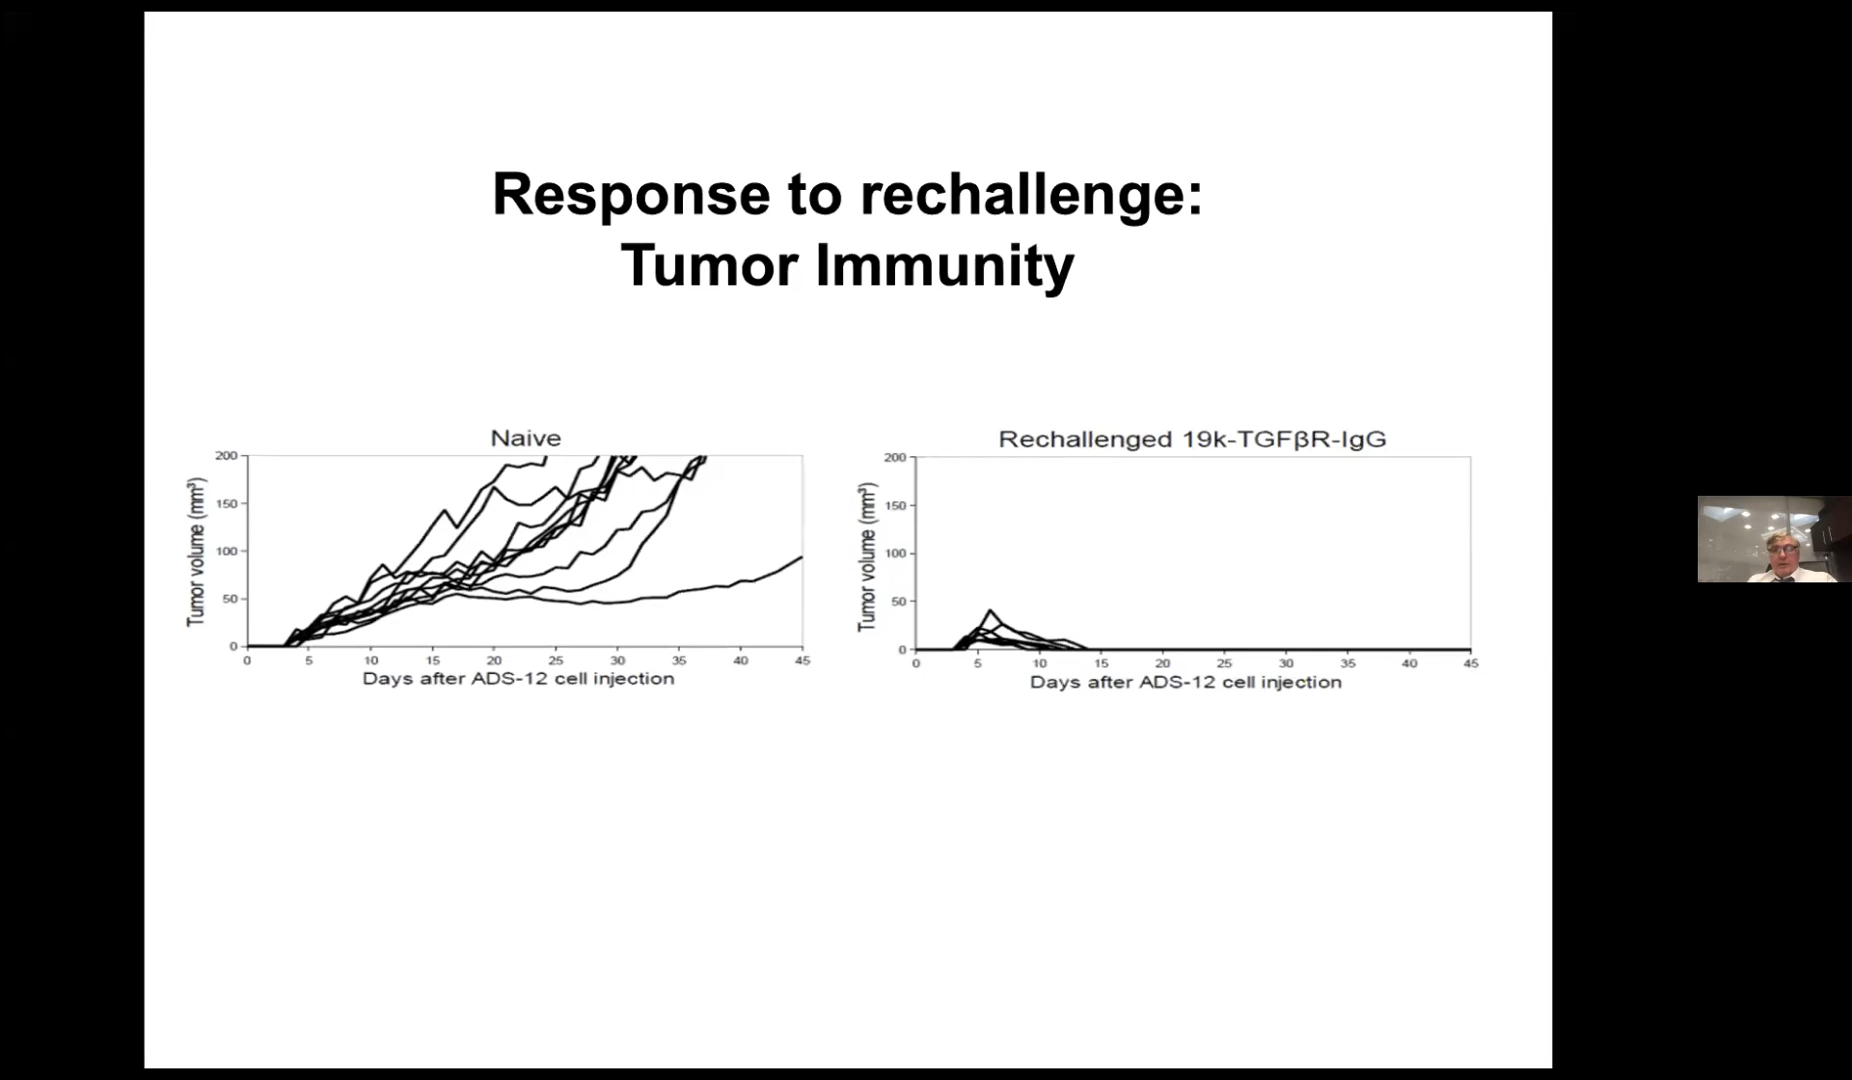 Response to rechallenge:
Tumor Immunity
Naive
Tumor volume (mm³)
200
150
100
50
0
0 5 10 15 20 25 30 35 40 45
Days after ADS-12 cell injection
Rechallenged 19k-TGFβR-IgG
Tumor volume (mm³)
200
150
100
50
0
0 5 10 15 20 25 30 35 40 45
Days after ADS-12 cell injection